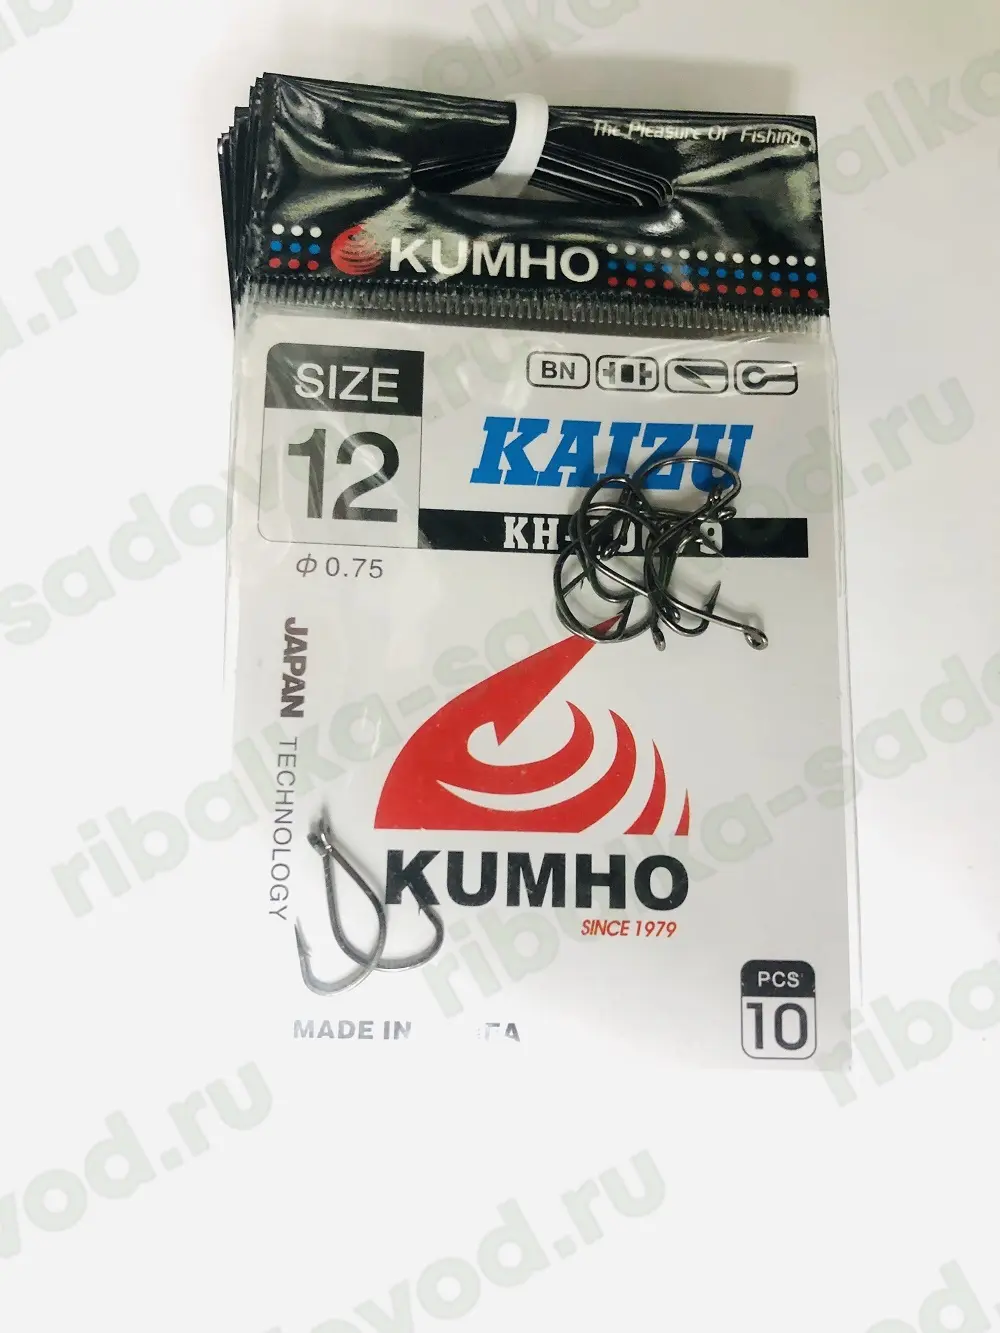 The Pleasure Of Fishing
KUMHO
SIZE
12
BN
KAIZU
ϕ 0.75
JAPAN TECHNOLOGY
KUMHO
SINCE 1979
PCS
10
MADE IN
ribalka-sadovod.ru